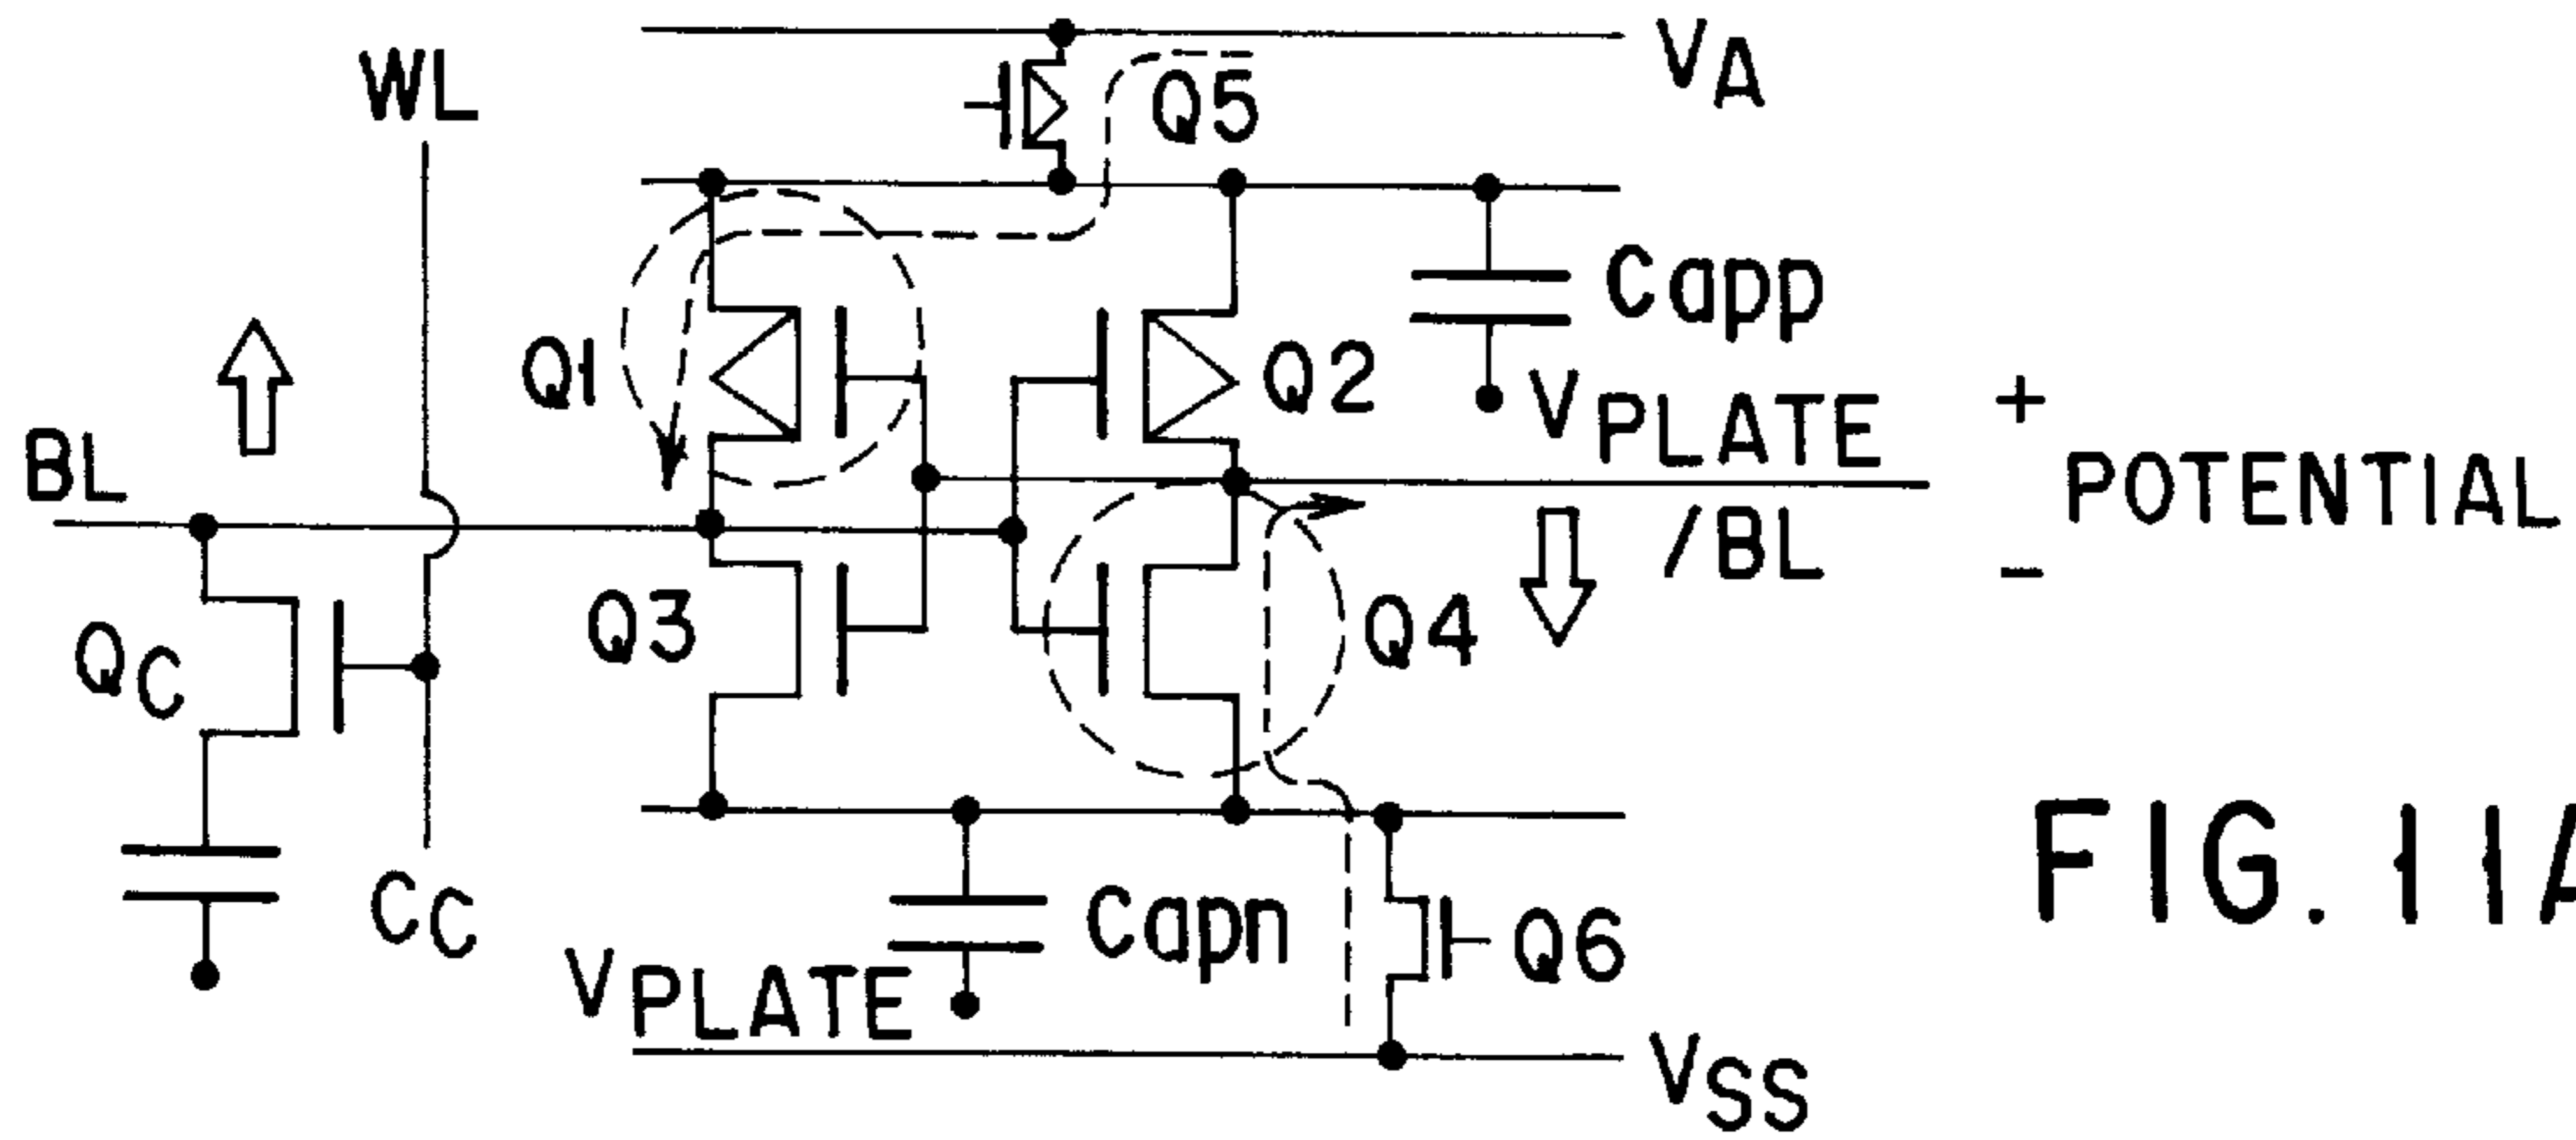 VA
WL
Q5
Capp
Q1
Q2
VPLATE
+
BL
POTENTIAL
/BL
-
Q3
Q4
QC
CC
Capn
Q6
VPLATE
VSS
FIG. 11A